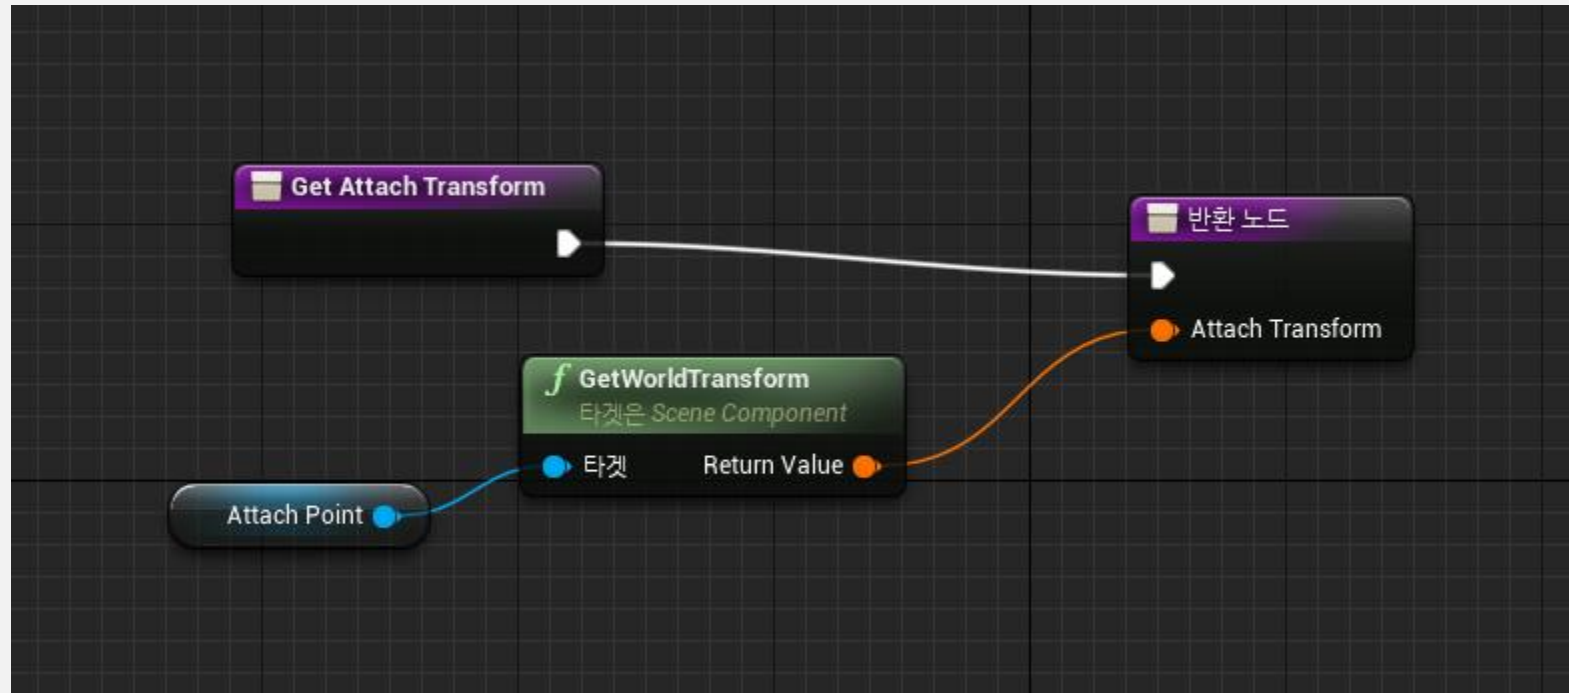 Get Attach Transform
반환 노드
Attach Transform
f GetWorldTransform
타겟은 Scene Component
타겟 Return Value
Attach Point